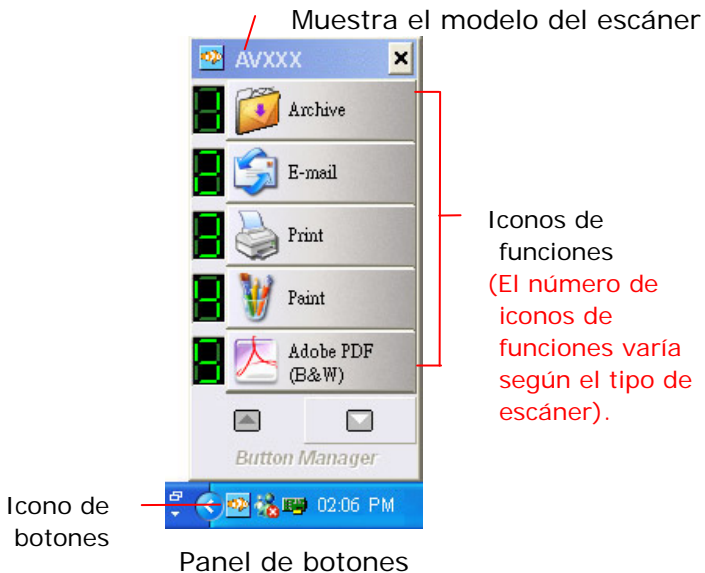 Muestra el modelo del escáner
AVXXX
Archive
E-mail
Print
Paint
Adobe PDF
(B&W)
Iconos de
funciones
(El número de
iconos de
funciones varía
según el tipo de
escáner).
Button Manager
Icono de
botones
02:06 PM
Panel de botones